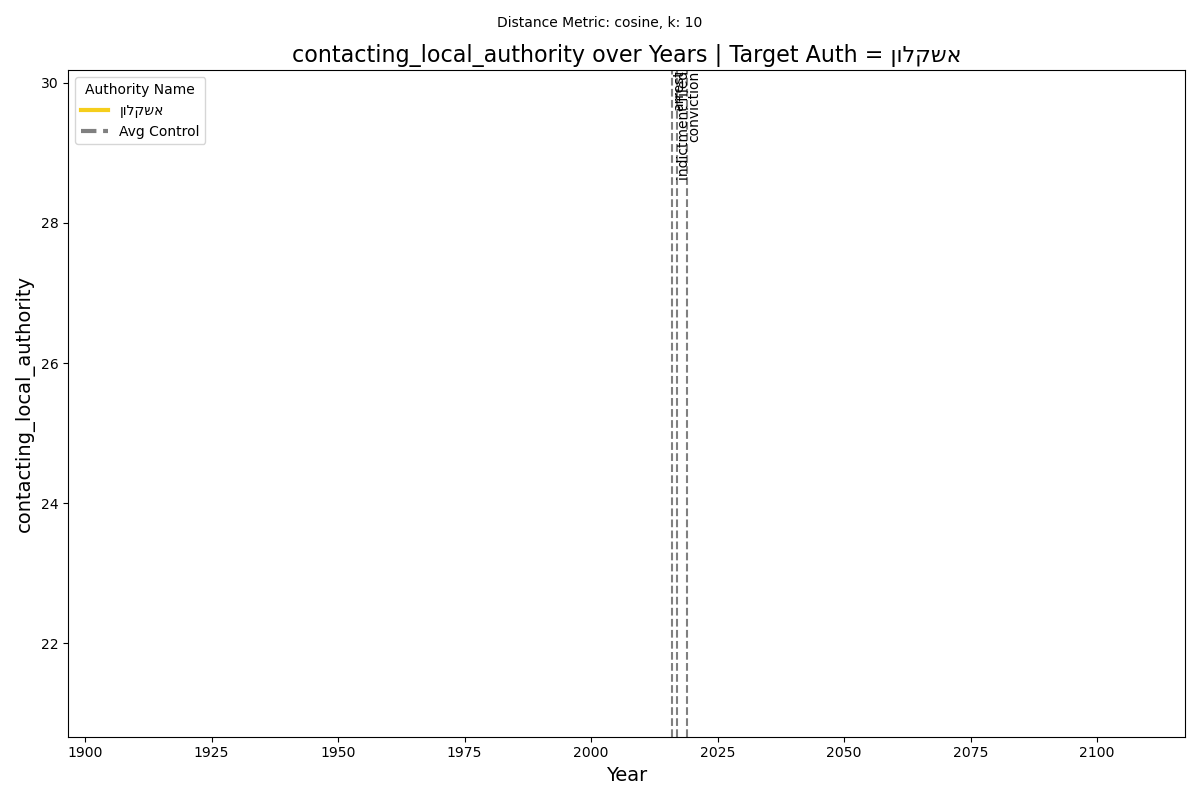 Distance Metric: cosine, k: 10
contacting_local_authority over Years | Target Auth = אשקלון
Authority Name
אשקלון
Avg Control
arrest
indictment filed
conviction
contacting_local_authority
30
28
26
24
22
1900
1925
1950
1975
2000
2025
2050
2075
2100
Year